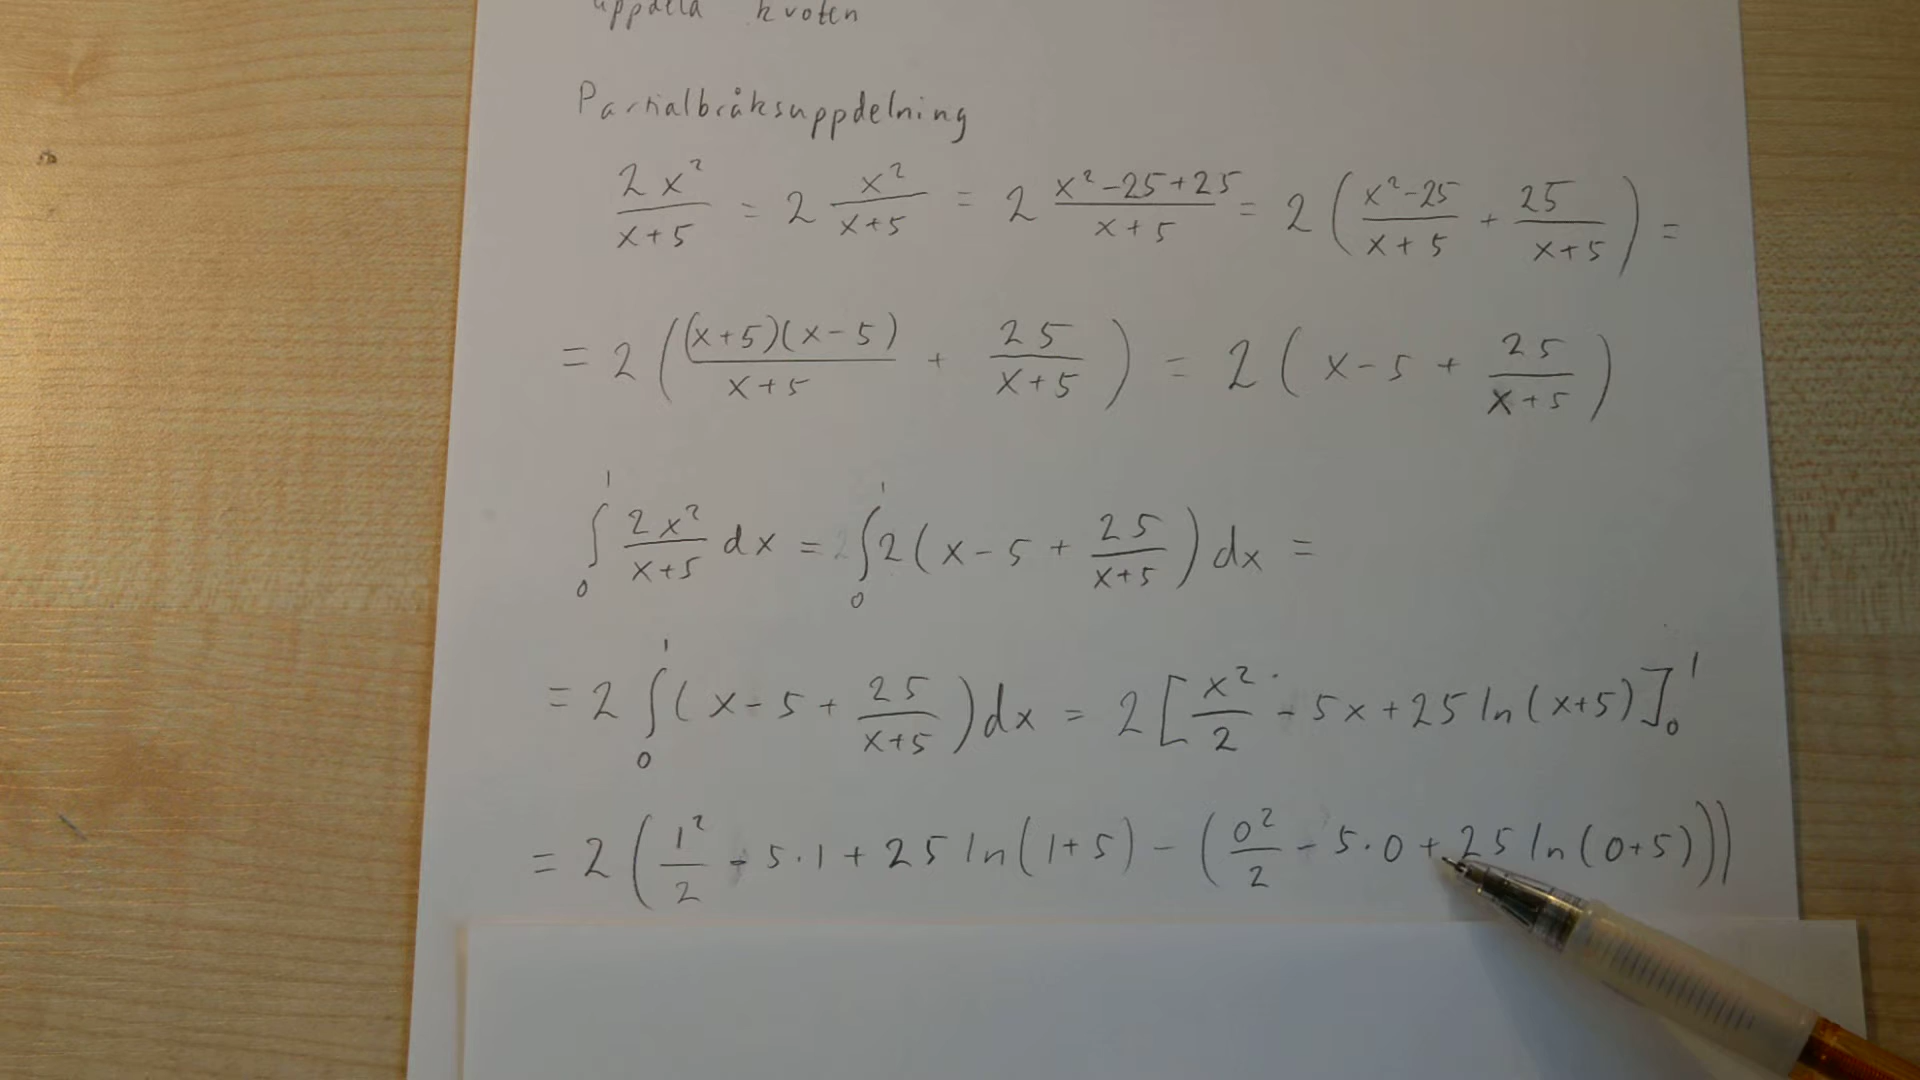 uppdela kvoten
Partialbråksuppdelning
2x²/(x+5) = 2 x²/(x+5) = 2 (x²-25+25)/(x+5) = 2 ((x²-25)/(x+5) + 25/(x+5)) =
= 2 (((x+5)(x-5))/(x+5) + 25/(x+5)) = 2 (x-5 + 25/(x+5))
∫₀¹ 2x²/(x+5) dx = ∫₀¹ 2(x-5 + 25/(x+5)) dx =
= 2 ∫₀¹ (x-5 + 25/(x+5)) dx = 2 [x²/2 - 5x + 25 ln(x+5)]₀¹
= 2 (1²/2 - 5·1 + 25 ln(1+5) - (0²/2 - 5·0 + 25 ln(0+5)))